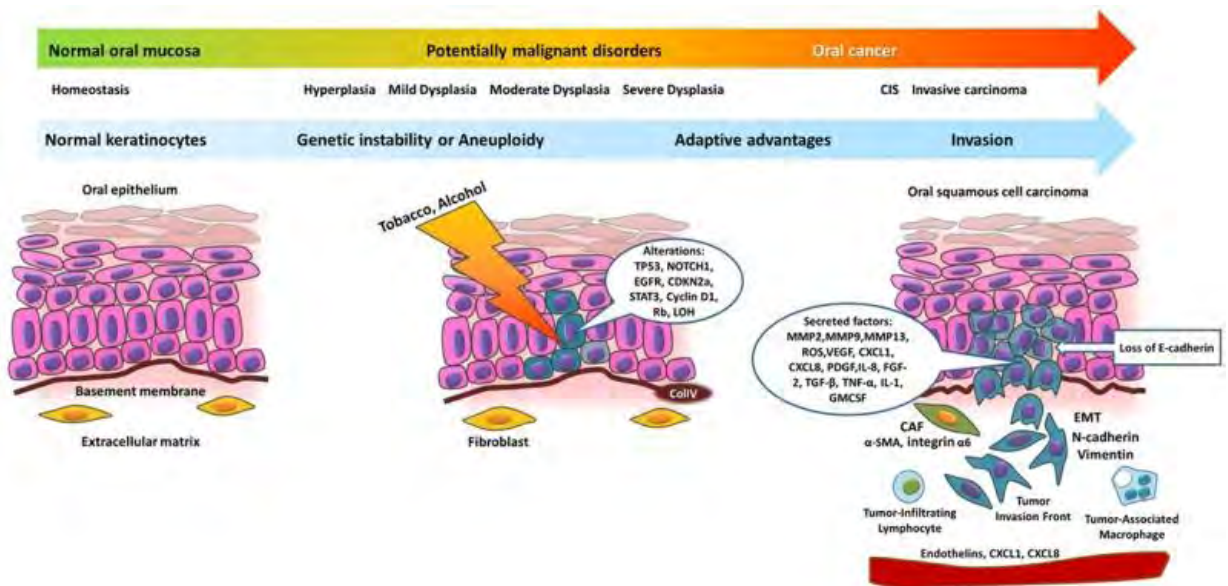 Normal oral mucosa
Potentially malignant disorders
Oral cancer
Homeostasis
Hyperplasia
Mild Dysplasia
Moderate Dysplasia
Severe Dysplasia
CIS
Invasive carcinoma
Normal keratinocytes
Genetic instability or Aneuploidy
Adaptive advantages
Invasion
Oral epithelium
Basement membrane
Extracellular matrix
Tobacco, Alcohol
Alterations:
TP53, NOTCH1,
EGFR, CDKN2a,
STAT3, Cyclin D1,
Rb, LOH
ColIV
Fibroblast
Oral squamous cell carcinoma
Secreted factors:
MMP2,MMP9,MMP13,
ROS,VEGF, CXCL1,
CXCL8, PDGF,IL-8, FGF-
2, TGF-β, TNF-α, IL-1,
GMCSF
Loss of E-cadherin
CAF
α-SMA, integrin α6
EMT
N-cadherin
Vimentin
Tumor-Infiltrating
Lymphocyte
Tumor
Invasion Front
Tumor-Associated
Macrophage
Endothelins, CXCL1, CXCL8